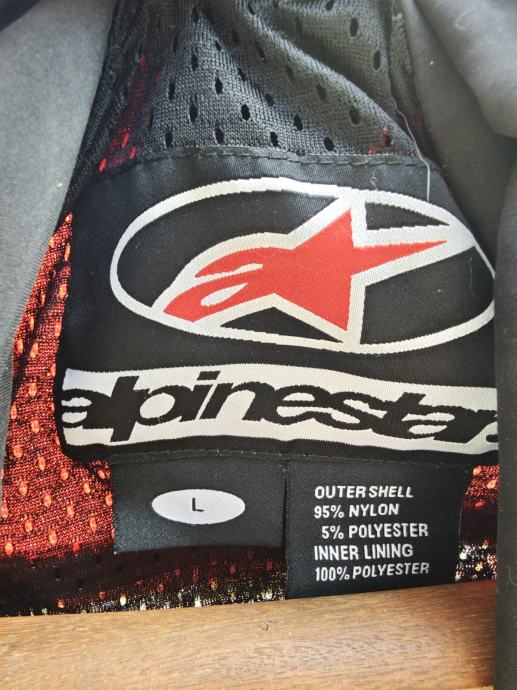 alpinestars
L
OUTER SHELL
95% NYLON
5% POLYESTER
INNER LINING
100% POLYESTER